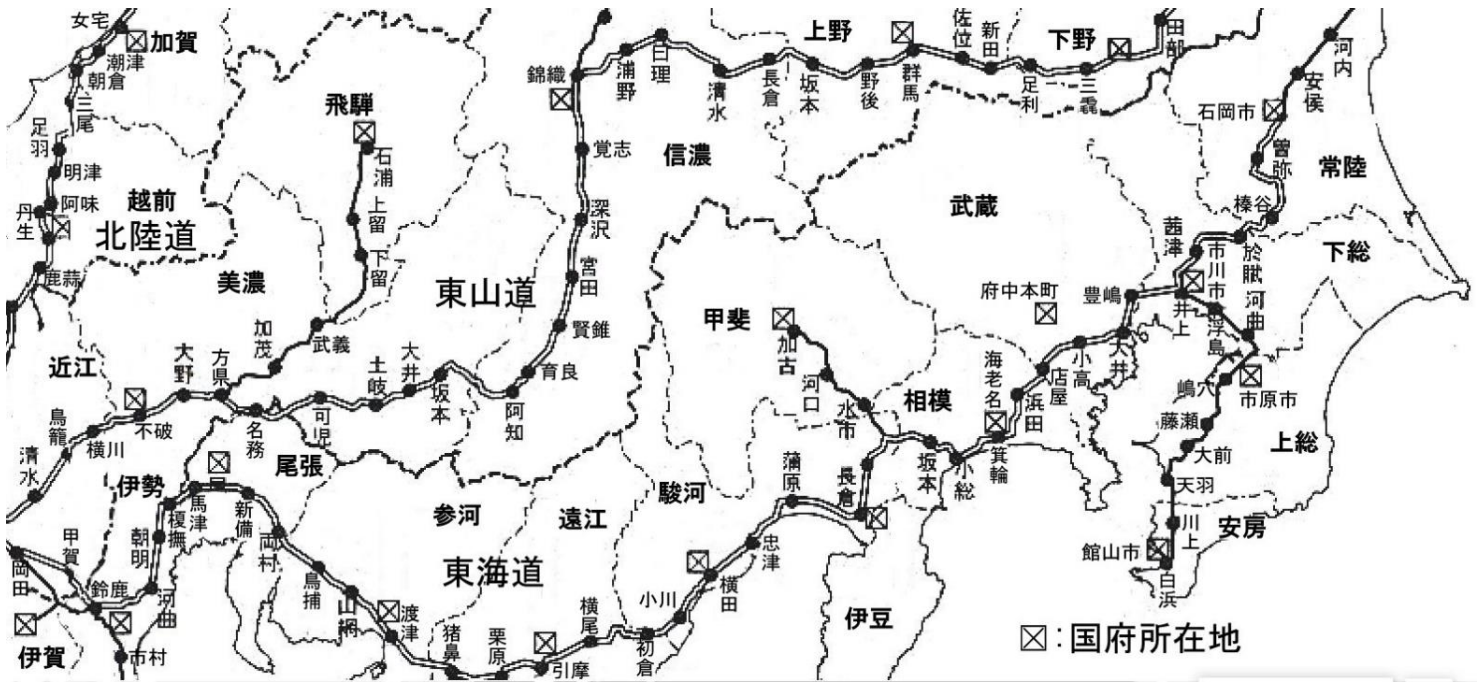 女宅
加賀
潮津
朝倉
三尾
足羽
明津
阿味
丹生
越前
北陸道
鹿蒜
飛騨
石浦
上留
下留
美濃
加茂
武義
東山道
錦織
浦野
日理
清水
長倉
坂本
野後
上野
群馬
佐位
新田
足利
下野
三毳
田部
覚志
信濃
深沢
宮田
賢錐
育良
阿知
坂本
大井
土岐
可児
名務
方県
大野
不破
近江
横川
鳥籠
清水
甲賀
岡田
伊賀
伊勢
鈴鹿
市村
河曲
朝明
榎撫
馬津
尾張
新備
両村
鳥捕
山綱
参河
渡津
猪鼻
栗原
遠江
東海道
引摩
横尾
初倉
小川
横田
駿河
忠津
蒲原
長倉
伊豆
甲斐
加古
河口
水市
相模
坂本
小総
箕輪
海老名
浜田
店屋
小高
大井
府中本町
武蔵
豊嶋
井上
茜津
市川市
於賦
榛谷
曽弥
石岡市
安侯
河内
常陸
下総
浮島
河曲
市原市
嶋穴
藤瀬
大前
上総
天羽
川上
館山市
白浜
安房
:国府所在地